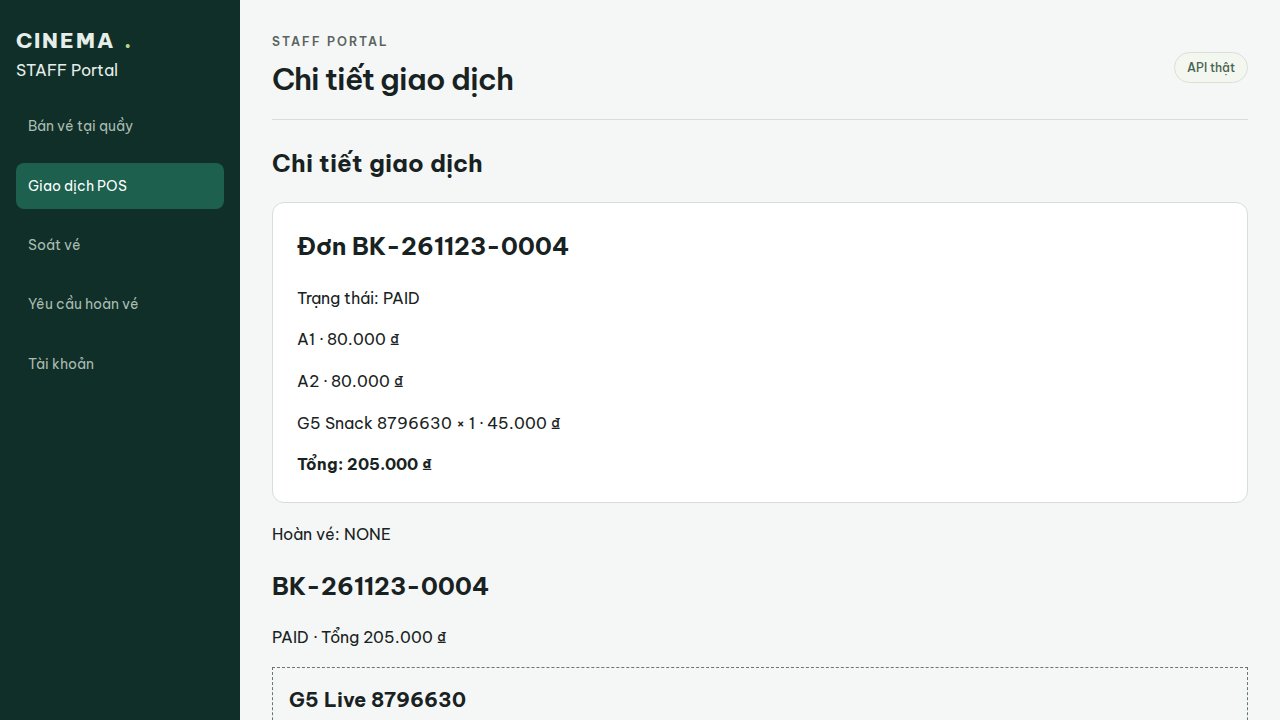 CINEMA .
STAFF Portal
Bán vé tại quầy
Giao dịch POS
Soát vé
Yêu cầu hoàn vé
Tài khoản
STAFF PORTAL
Chi tiết giao dịch
API thật
Chi tiết giao dịch
Đơn BK-261123-0004
Trạng thái: PAID
A1 · 80.000 ₫
A2 · 80.000 ₫
G5 Snack 8796630 × 1 · 45.000 ₫
Tổng: 205.000 ₫
Hoàn vé: NONE
BK-261123-0004
PAID · Tổng 205.000 ₫
G5 Live 8796630